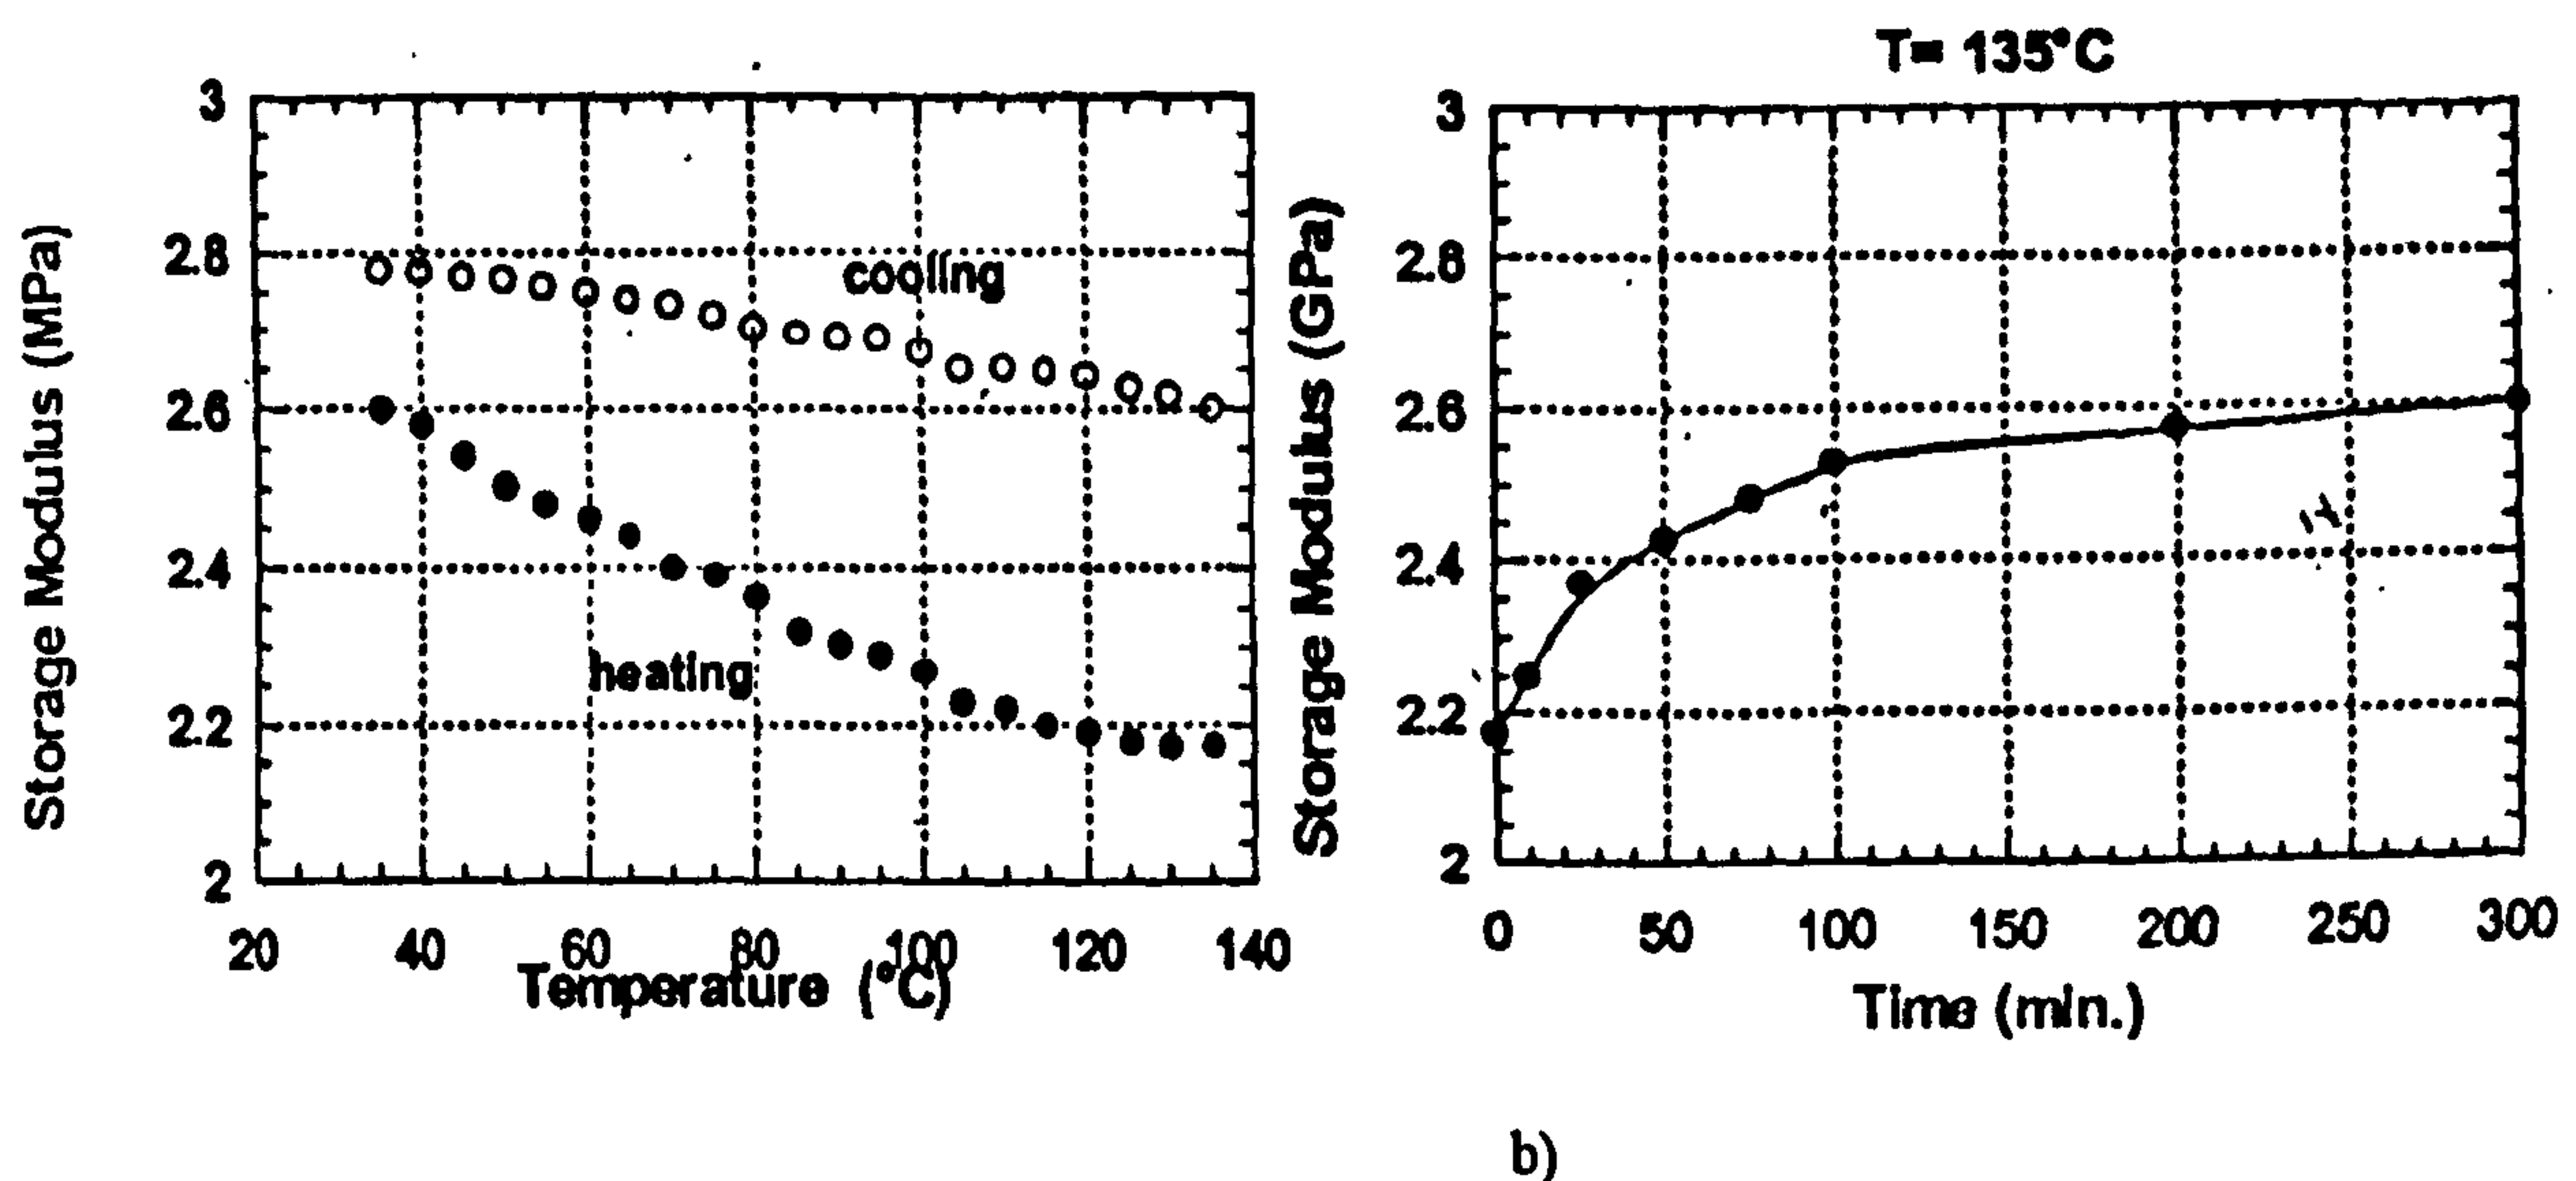 T= 135°C
Storage Modulus (MPa)
3
2.8
2.6
2.4
2.2
2
cooling
heating
20 40 60 80 100 120 140
Temperature (°C)
Storage Modulus (GPa)
3
2.8
2.6
2.4
2.2
2
0 50 100 150 200 250 300
Time (min.)
b)